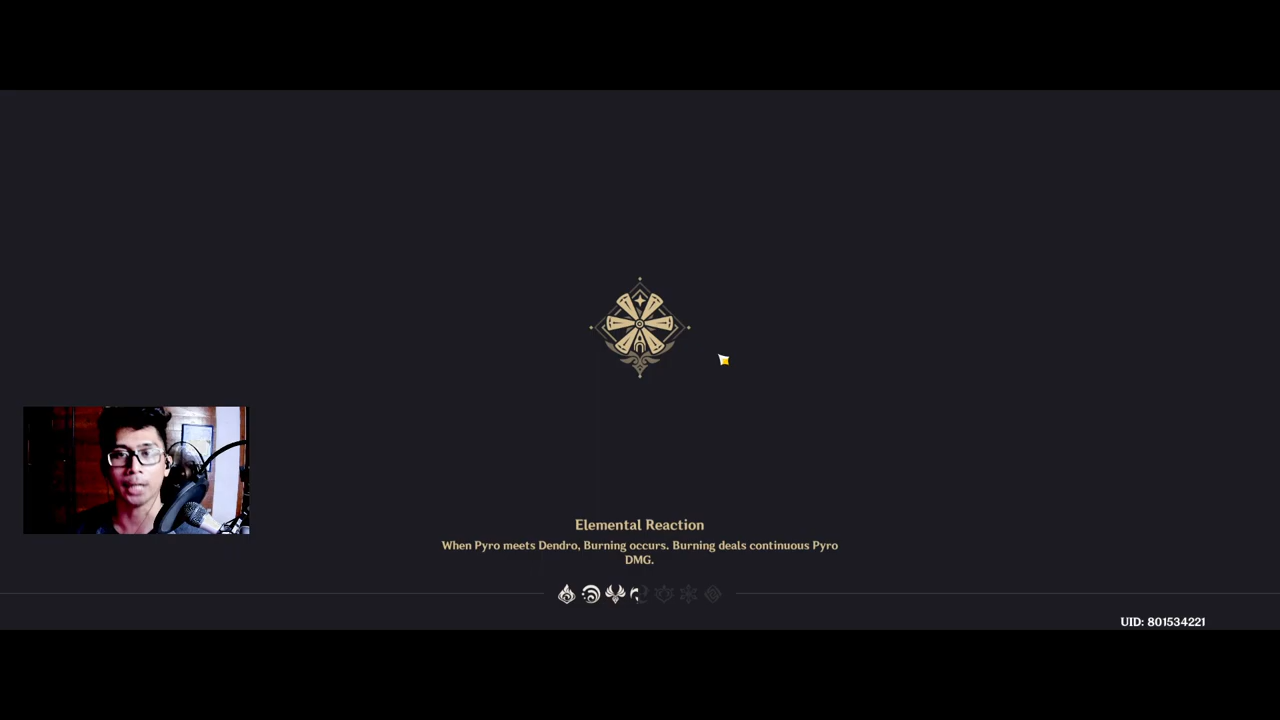 Elemental Reaction
When Pyro meets Dendro, Burning occurs. Burning deals continuous Pyro
DMG.
UID: 801534221